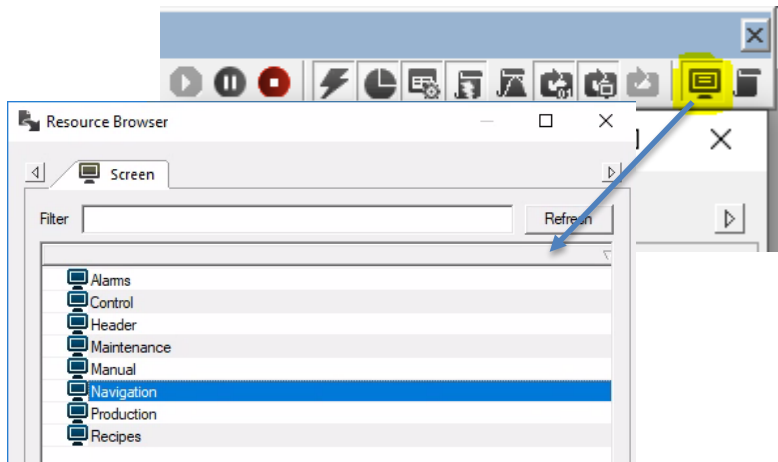 Resource Browser
Screen
Filter
Refresh
Alarms
Control
Header
Maintenance
Manual
Navigation
Production
Recipes